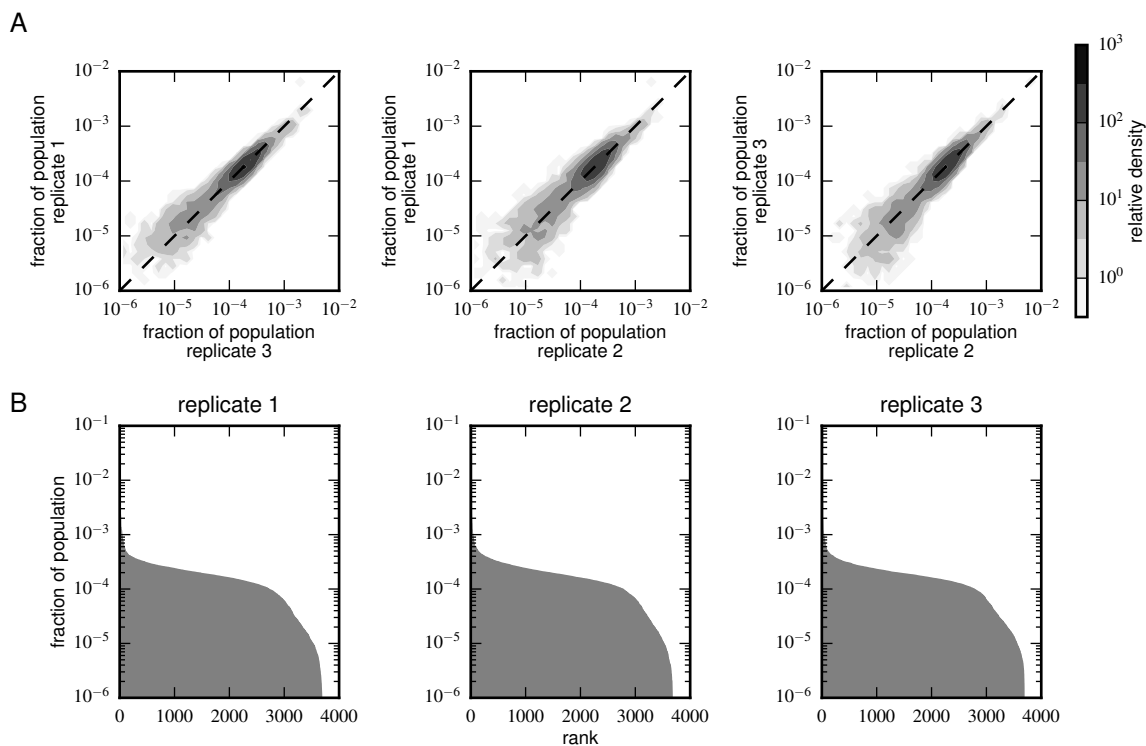 A
fraction of population
replicate 1
10⁻²
10⁻³
10⁻⁴
10⁻⁵
10⁻⁶
10⁻⁶ 10⁻⁵ 10⁻⁴ 10⁻³ 10⁻²
fraction of population
replicate 3
fraction of population
replicate 1
10⁻²
10⁻³
10⁻⁴
10⁻⁵
10⁻⁶
10⁻⁶ 10⁻⁵ 10⁻⁴ 10⁻³ 10⁻²
fraction of population
replicate 2
fraction of population
replicate 3
10⁻²
10⁻³
10⁻⁴
10⁻⁵
10⁻⁶
10⁻⁶ 10⁻⁵ 10⁻⁴ 10⁻³ 10⁻²
fraction of population
replicate 2
10³
10²
10¹
10⁰
relative density
B
replicate 1
fraction of population
10⁻¹
10⁻²
10⁻³
10⁻⁴
10⁻⁵
10⁻⁶
0 1000 2000 3000 4000
replicate 2
10⁻¹
10⁻²
10⁻³
10⁻⁴
10⁻⁵
10⁻⁶
0 1000 2000 3000 4000
rank
replicate 3
10⁻¹
10⁻²
10⁻³
10⁻⁴
10⁻⁵
10⁻⁶
0 1000 2000 3000 4000